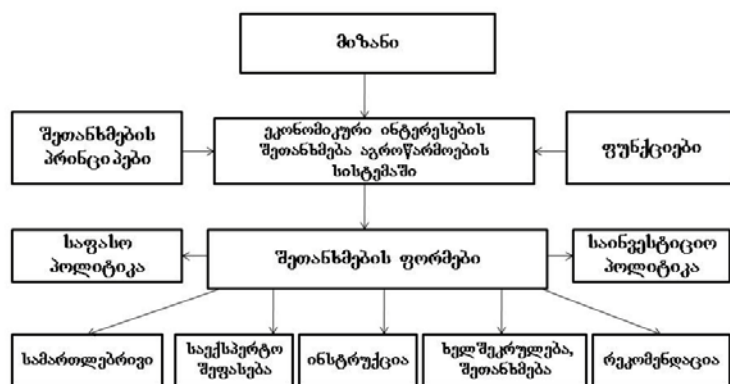 მიზანი
შეთანხმების
პრინციპები
ეკონომიკური ინტერესების
შეთანხმება აგროწარმოების
სისტემაში
ფუნქციები
საფასო
პოლიტიკა
შეთანხმების ფორმები
საინვესტიციო
პოლიტიკა
სამართლებრივი
საექსპერტო
შეფასება
ინსტრუქცია
ხელშეკრულება,
შეთანხმება
რეკომენდაცია